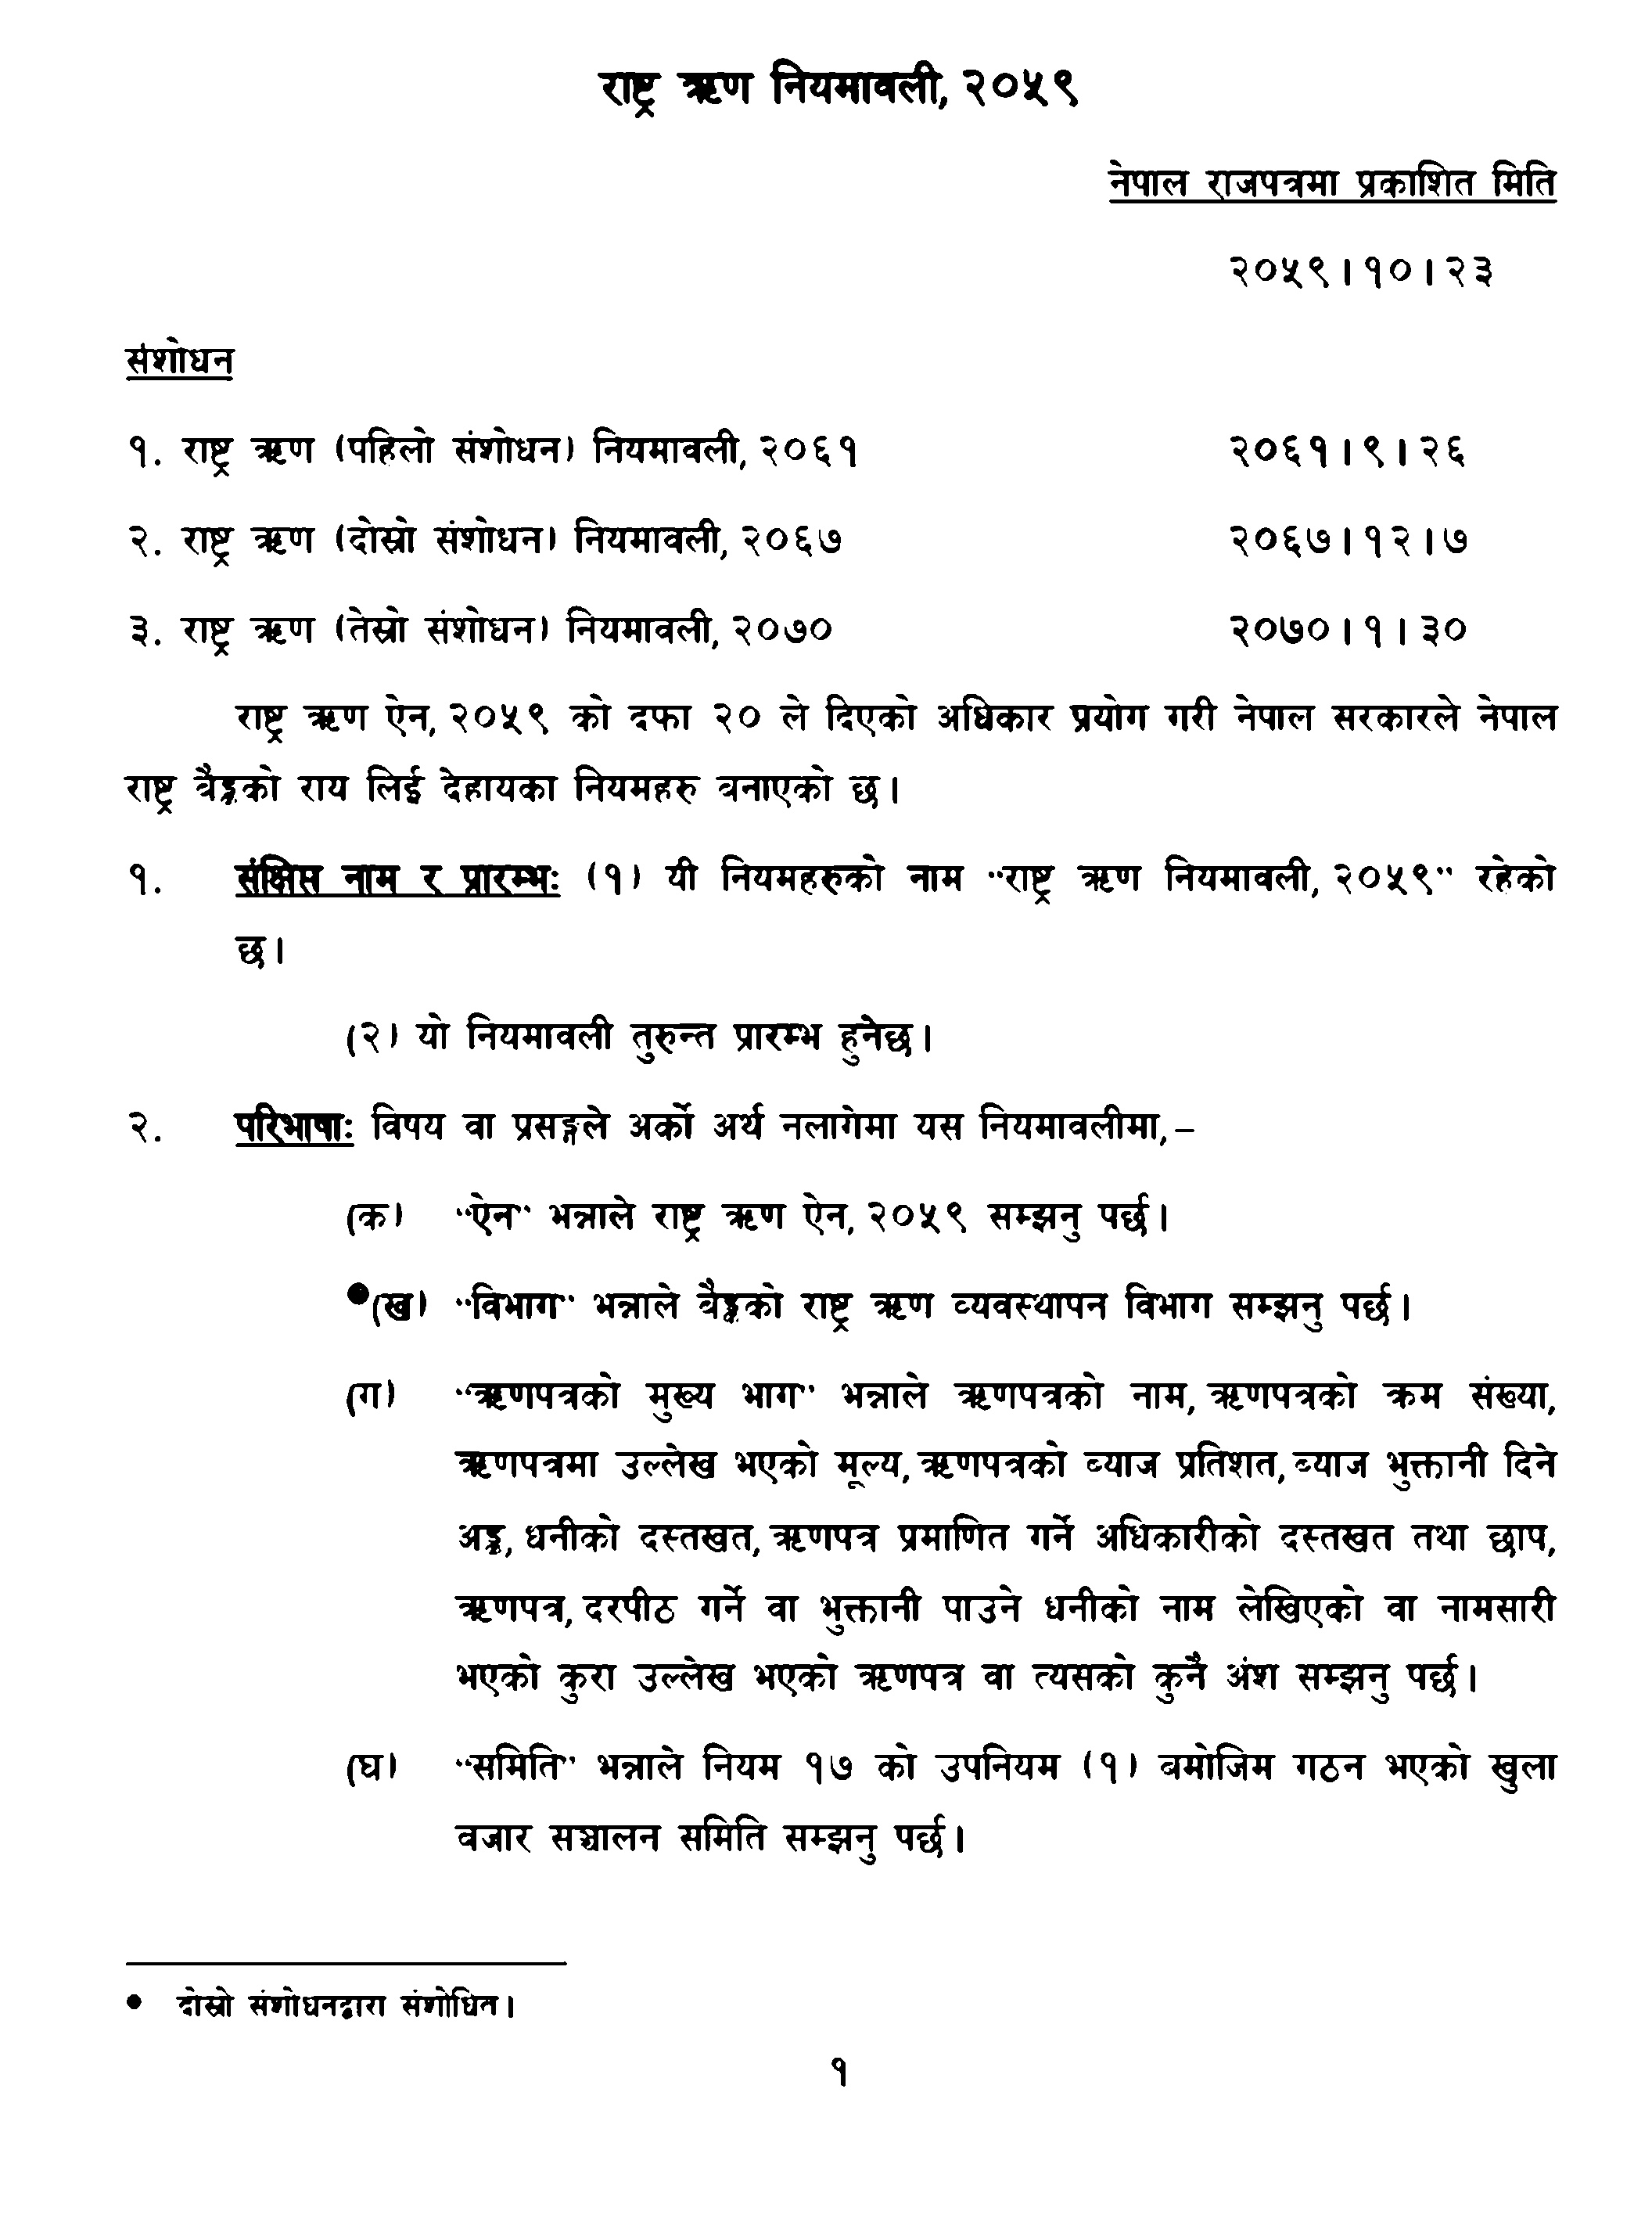 राष्ट्र ऋण नियमावली, २०५९
नेपाल राजपत्रमा प्रकाशित मिति
२०५९।१०।२३
संशोधन
१. राष्ट्र ऋण (पहिलो संशोधन) नियमावली, २०६१ २०६१।९।२६
२. राष्ट्र ऋण (दोस्रो संशोधन) नियमावली, २०६७ २०६७।१२।७
३. राष्ट्र ऋण (तेस्रो संशोधन) नियमावली, २०७० २०७०।१।३०
राष्ट्र ऋण ऐन, २०५९ को दफा २० ले दिएको अधिकार प्रयोग गरी नेपाल सरकारले नेपाल
राष्ट्र बैङ्कको राय लिई देहायका नियमहरु बनाएको छ।
१. संक्षिप्त नाम र प्रारम्भः (१) यी नियमहरुको नाम "राष्ट्र ऋण नियमावली, २०५९" रहेको
छ।
(२) यो नियमावली तुरुन्त प्रारम्भ हुनेछ।
२. परिभाषाः विषय वा प्रसङ्गले अर्को अर्थ नलागेमा यस नियमावलीमा,–
(क) "ऐन" भन्नाले राष्ट्र ऋण ऐन, २०५९ सम्झनु पर्छ।
●(ख) "विभाग" भन्नाले बैङ्कको राष्ट्र ऋण व्यवस्थापन विभाग सम्झनु पर्छ।
(ग) "ऋणपत्रको मुख्य भाग" भन्नाले ऋणपत्रको नाम, ऋणपत्रको क्रम संख्या,
ऋणपत्रमा उल्लेख भएको मूल्य, ऋणपत्रको ब्याज प्रतिशत, ब्याज भुक्तानी दिने
अङ्क, धनीको दस्तखत, ऋणपत्र प्रमाणित गर्ने अधिकारीको दस्तखत तथा छाप,
ऋणपत्र, दरपीठ गर्ने वा भुक्तानी पाउने धनीको नाम लेखिएको वा नामसारी
भएको कुरा उल्लेख भएको ऋणपत्र वा त्यसको कुनै अंश सम्झनु पर्छ।
(घ) "समिति" भन्नाले नियम १७ को उपनियम (१) बमोजिम गठन भएको खुला
बजार सञ्चालन समिति सम्झनु पर्छ।
● दोस्रो संशोधनद्वारा संशोधित।
१